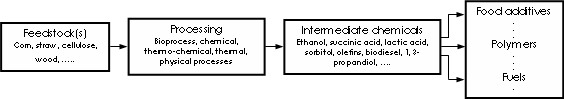 Feedstock(s)
Corn, straw, cellulose,
wood, .....
Processing
Bioprocess, chemical,
thermo-chemical, thermal,
physical processes
Intermediate chemicals
Ethanol, succinic acid, lactic acid,
sorbitol, olefins, biodiesel, 1, 3-
propandiol, ....
Food additives
.
.
Polymers
.
.
.
Fuels
.